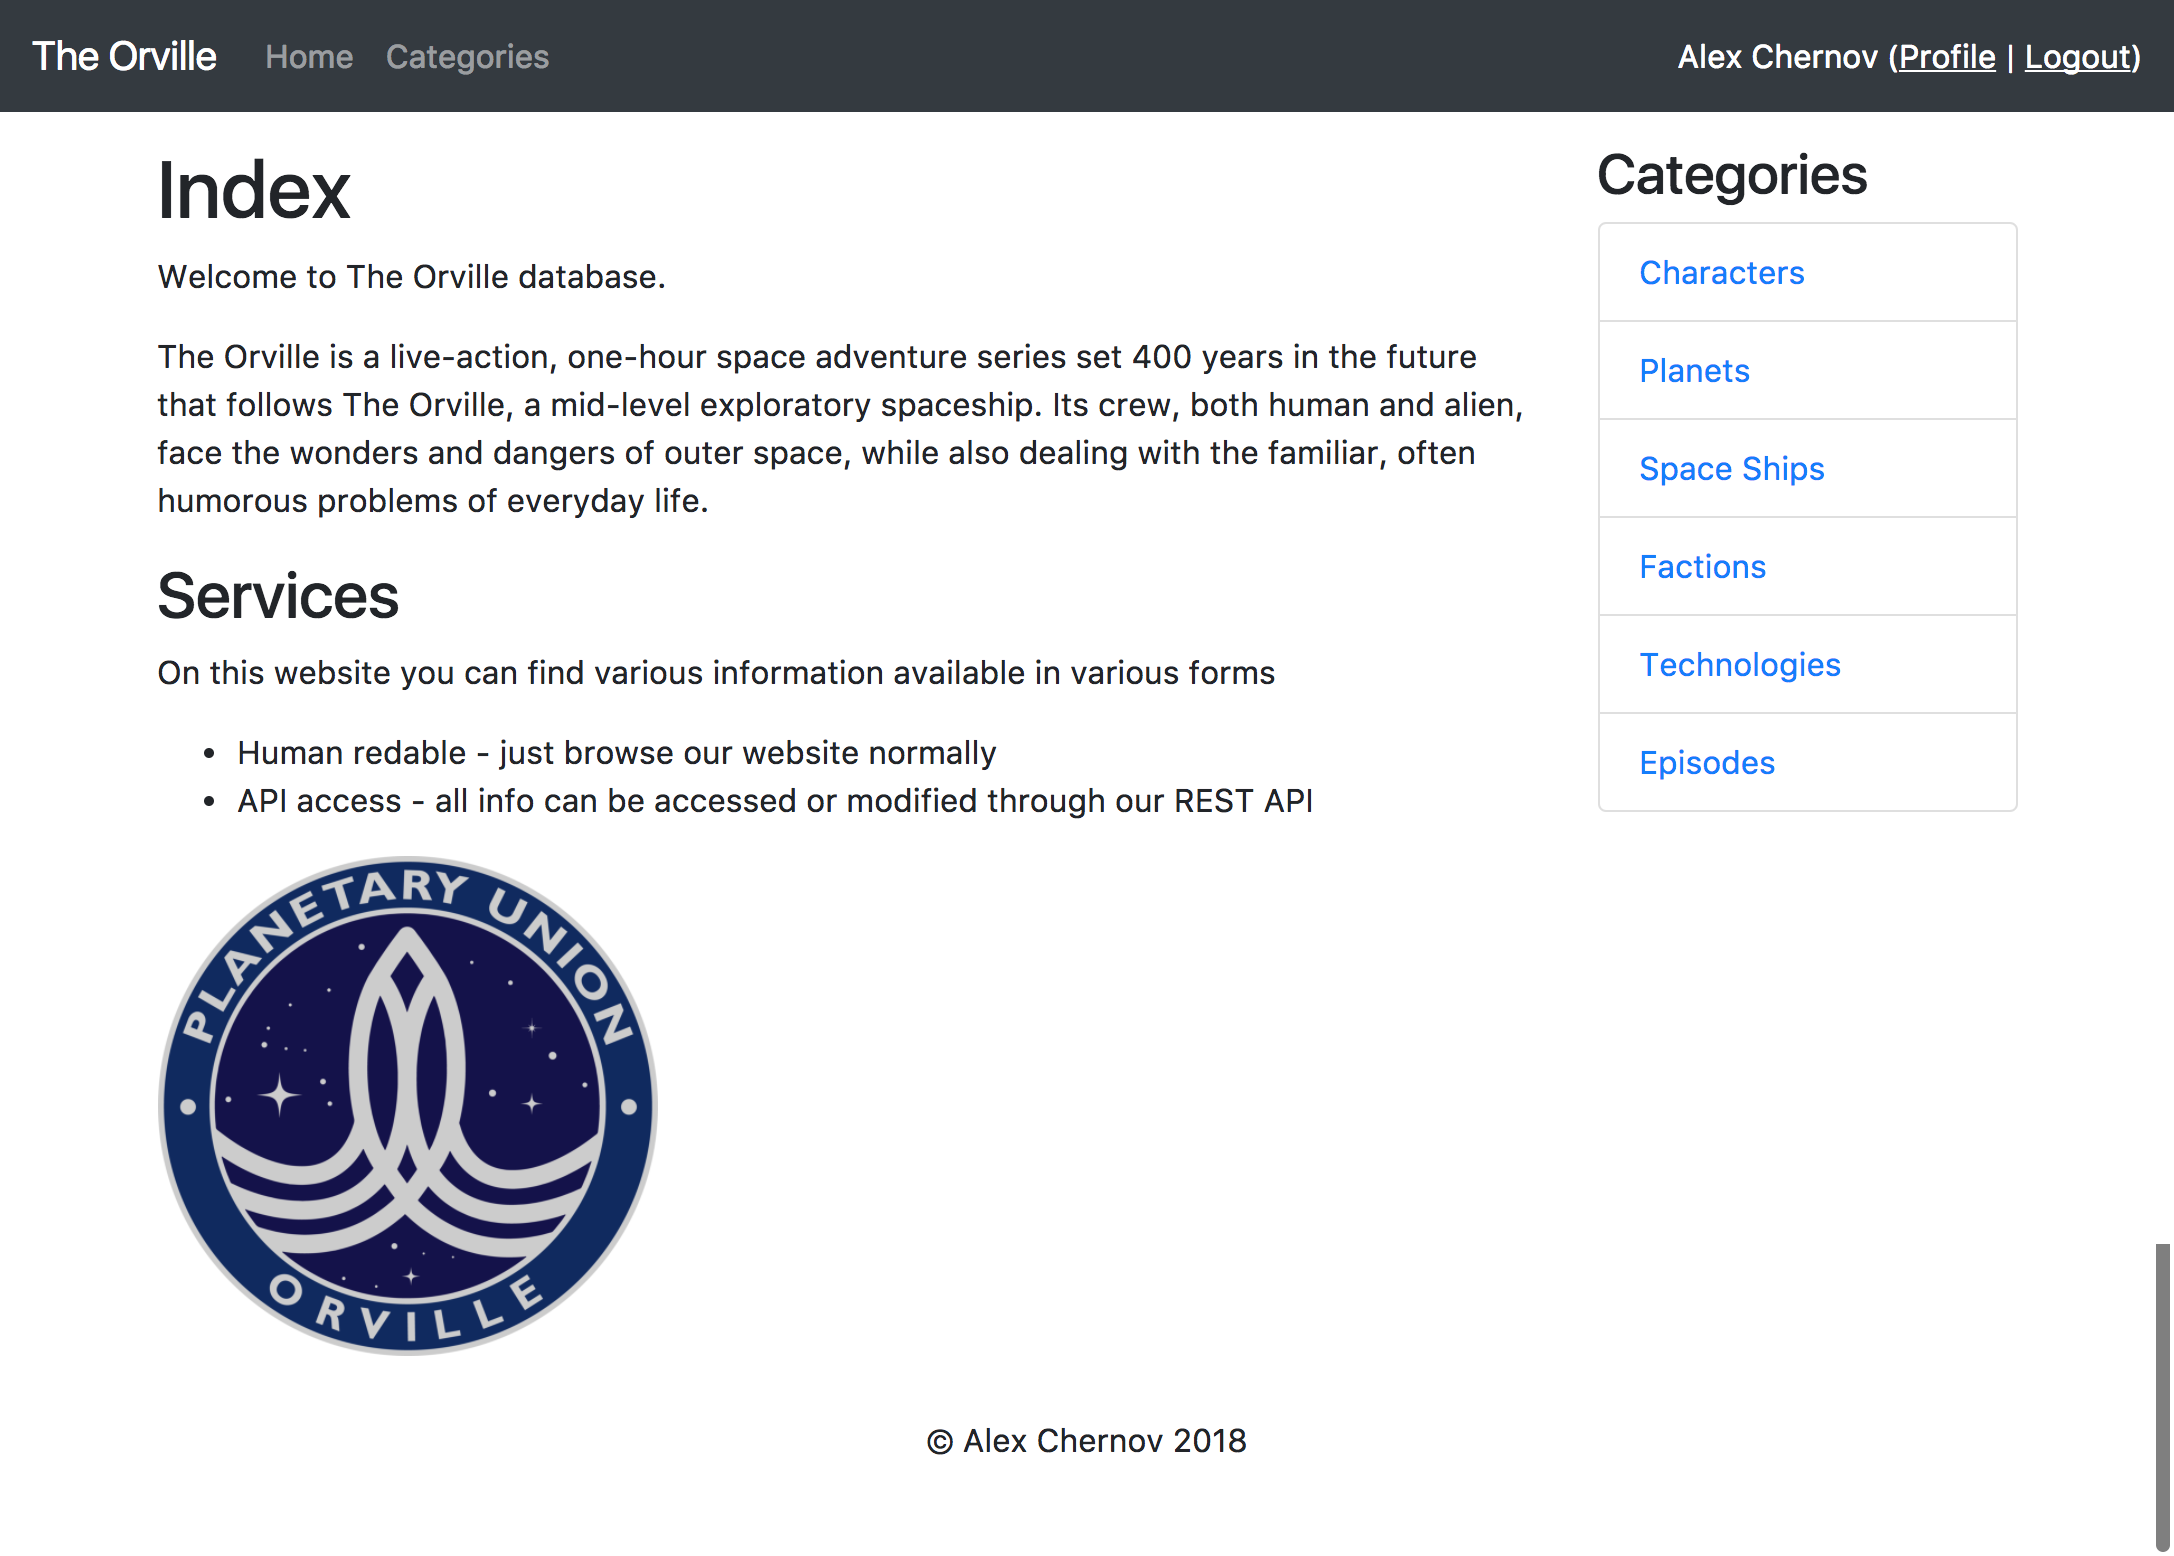 The Orville Home Categories Alex Chernov (Profile | Logout)
Index
Welcome to The Orville database.
The Orville is a live-action, one-hour space adventure series set 400 years in the future
that follows The Orville, a mid-level exploratory spaceship. Its crew, both human and alien,
face the wonders and dangers of outer space, while also dealing with the familiar, often
humorous problems of everyday life.
Services
On this website you can find various information available in various forms
• Human redable - just browse our website normally
• API access - all info can be accessed or modified through our REST API
PLANETARY UNION
ORVILLE
Categories
Characters
Planets
Space Ships
Factions
Technologies
Episodes
© Alex Chernov 2018